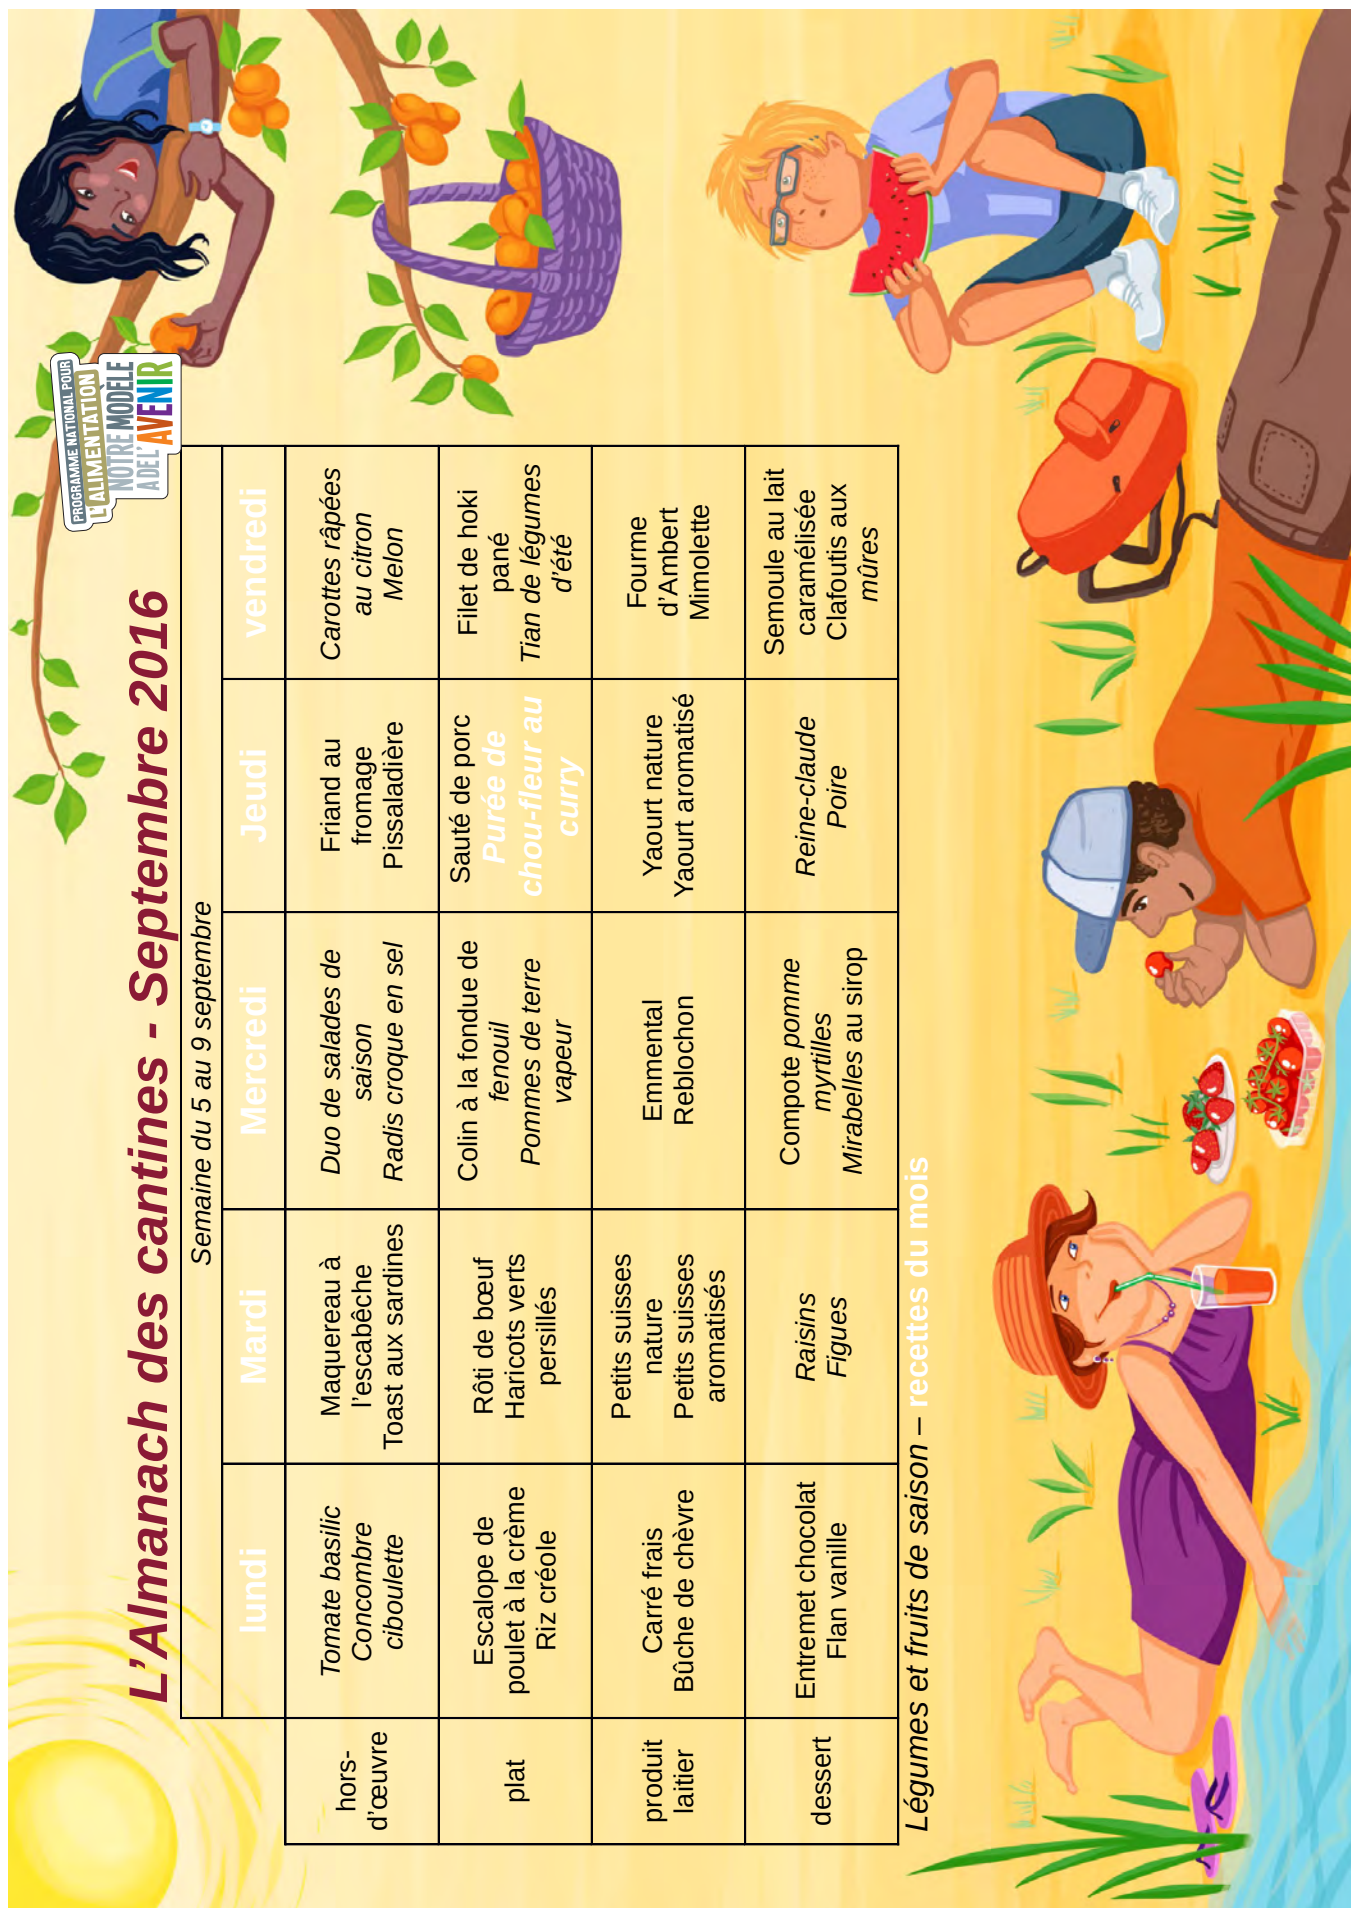 PROGRAMME NATIONAL POUR
L'ALIMENTATION
NOTRE MODÈLE
A DE L'AVENIR
L'Almanach des cantines - Septembre 2016
Semaine du 5 au 9 septembre
lundi
Mardi
Mercredi
Jeudi
vendredi
hors-
d'œuvre
Tomate basilic
Concombre
ciboulette
Maquereau à
l'escabêche
Toast aux sardines
Duo de salades de
saison
Radis croque en sel
Friand au
fromage
Pissaladière
Carottes râpées
au citron
Melon
plat
Escalope de
poulet à la crème
Riz créole
Rôti de bœuf
Haricots verts
persillés
Colin à la fondue de
fenouil
Pommes de terre
vapeur
Sauté de porc
Purée de
chou-fleur au
curry
Filet de hoki
pané
Tian de légumes
d'été
produit
laitier
Carré frais
Bûche de chèvre
Petits suisses
nature
Petits suisses
aromatisés
Emmental
Reblochon
Yaourt nature
Yaourt aromatisé
Fourme
d'Ambert
Mimolette
dessert
Entremet chocolat
Flan vanille
Raisins
Figues
Compote pomme
myrtilles
Mirabelles au sirop
Reine-claude
Poire
Semoule au lait
caramélisée
Clafoutis aux
mûres
Légumes et fruits de saison – recettes du mois